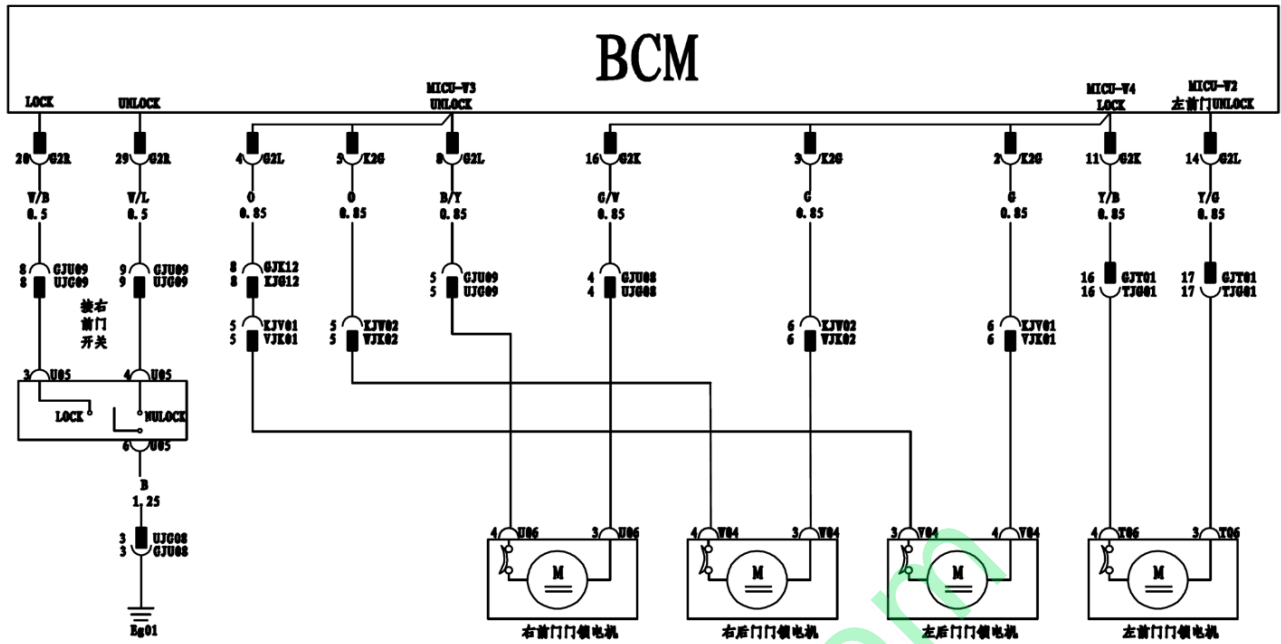 BCM
MICU-W3
MICU-W4
MICU-W2
LOCK
UNLOCK
UNLOCK
LOCK
左前门UNLOCK
20 G2R
29 G2R
4 G2L
5 K2G
8 G2L
16 G2K
3 K2G
2 K2G
11 G2K
14 G2L
W/B
W/L
O
O
B/Y
G/W
G
G
Y/B
Y/G
0.5
0.5
0.85
0.85
0.85
0.85
0.85
0.85
0.85
0.85
8 GJU09
8 UJG09
9 GJU09
9 UJG09
8 GJK12
8 KJG12
5 GJU09
5 UJG09
4 GJU08
4 UJG08
16 GJT01
16 TJG01
17 GJT01
17 TJG01
接右
前门
开关
5 KJV01
5 VJK01
5 KJW02
5 WJK02
6 KJW02
6 WJK02
6 KJV01
6 VJK01
3 U05
4 U05
LOCK
NULOCK
6 U05
B
1.25
3 UJG08
3 GJU08
Eg01
4 U06
3 U06
4 W04
3 W04
3 V04
4 V04
4 T06
3 T06
M
M
M
M
右前门门锁电机
右后门门锁电机
左后门门锁电机
左前门门锁电机